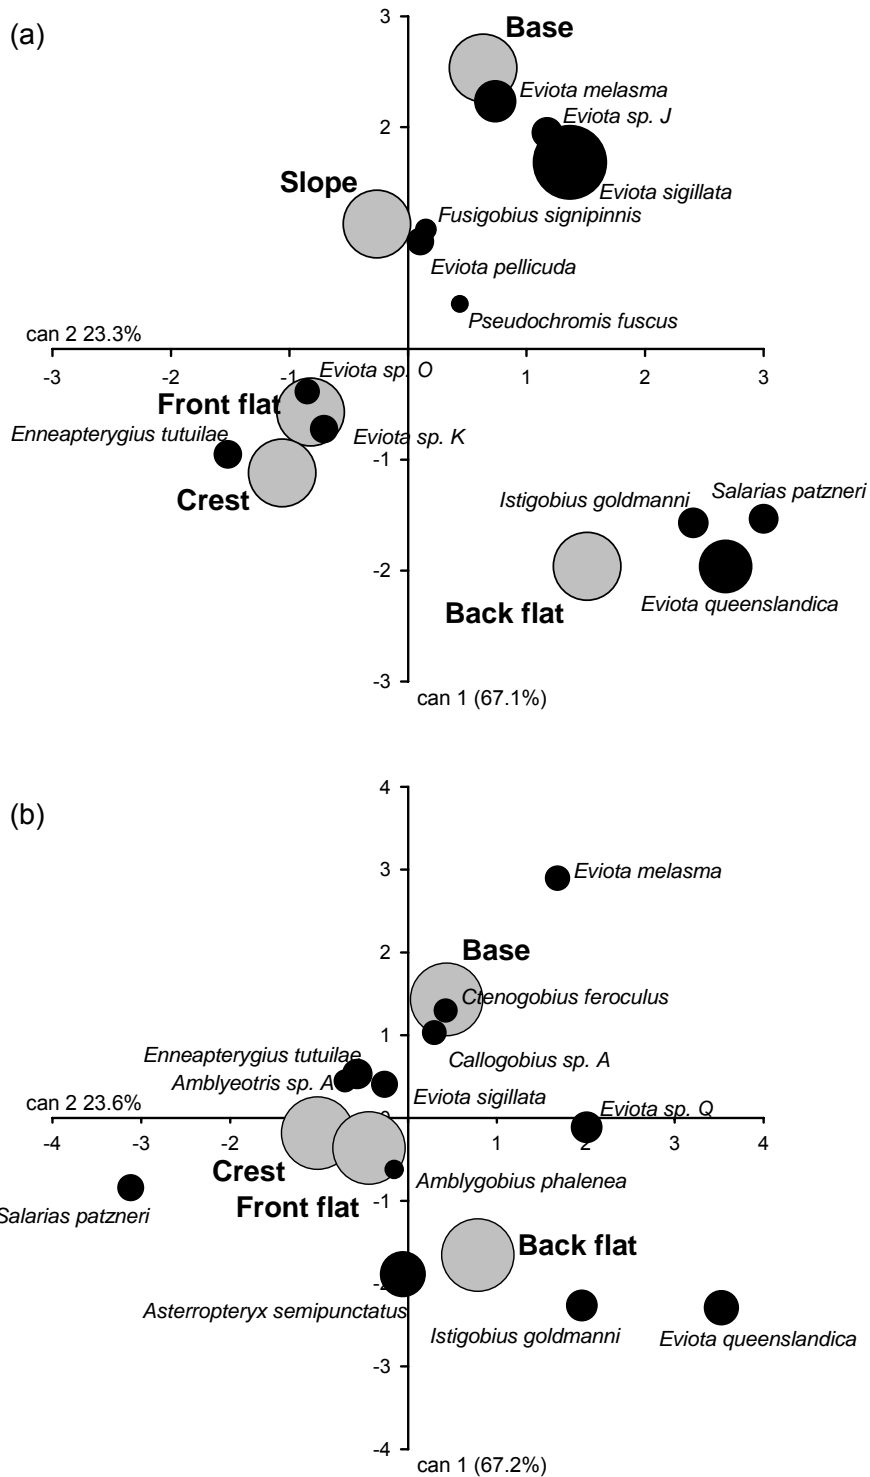 (a)
3
Base
Eviota melasma
Eviota sp. J
2
Slope
Eviota sigillata
Fusigobius signipinnis
Eviota pellicuda
Pseudochromis fuscus
can 2 23.3%
-3 -2 -1 1 2 3
Eviota sp. O
Front flat
Enneapterygius tutuilae
Eviota sp. K
-1
Crest
Istigobius goldmanni
Salarias patzneri
-2
Back flat
Eviota queenslandica
-3
can 1 (67.1%)
(b)
4
3
Eviota melasma
2
Base
Ctenogobius feroculus
1
Enneapterygius tutuilae
Callogobius sp. A
Amblyeotris sp. A
Eviota sigillata
can 2 23.6%
0
Eviota sp. Q
-4 -3 -2 1 2 3 4
Crest
Amblygobius phalenea
-1
Front flat
Salarias patzneri
Back flat
-2
Asterropteryx semipunctatus
Istigobius goldmanni
Eviota queenslandica
-3
-4
can 1 (67.2%)